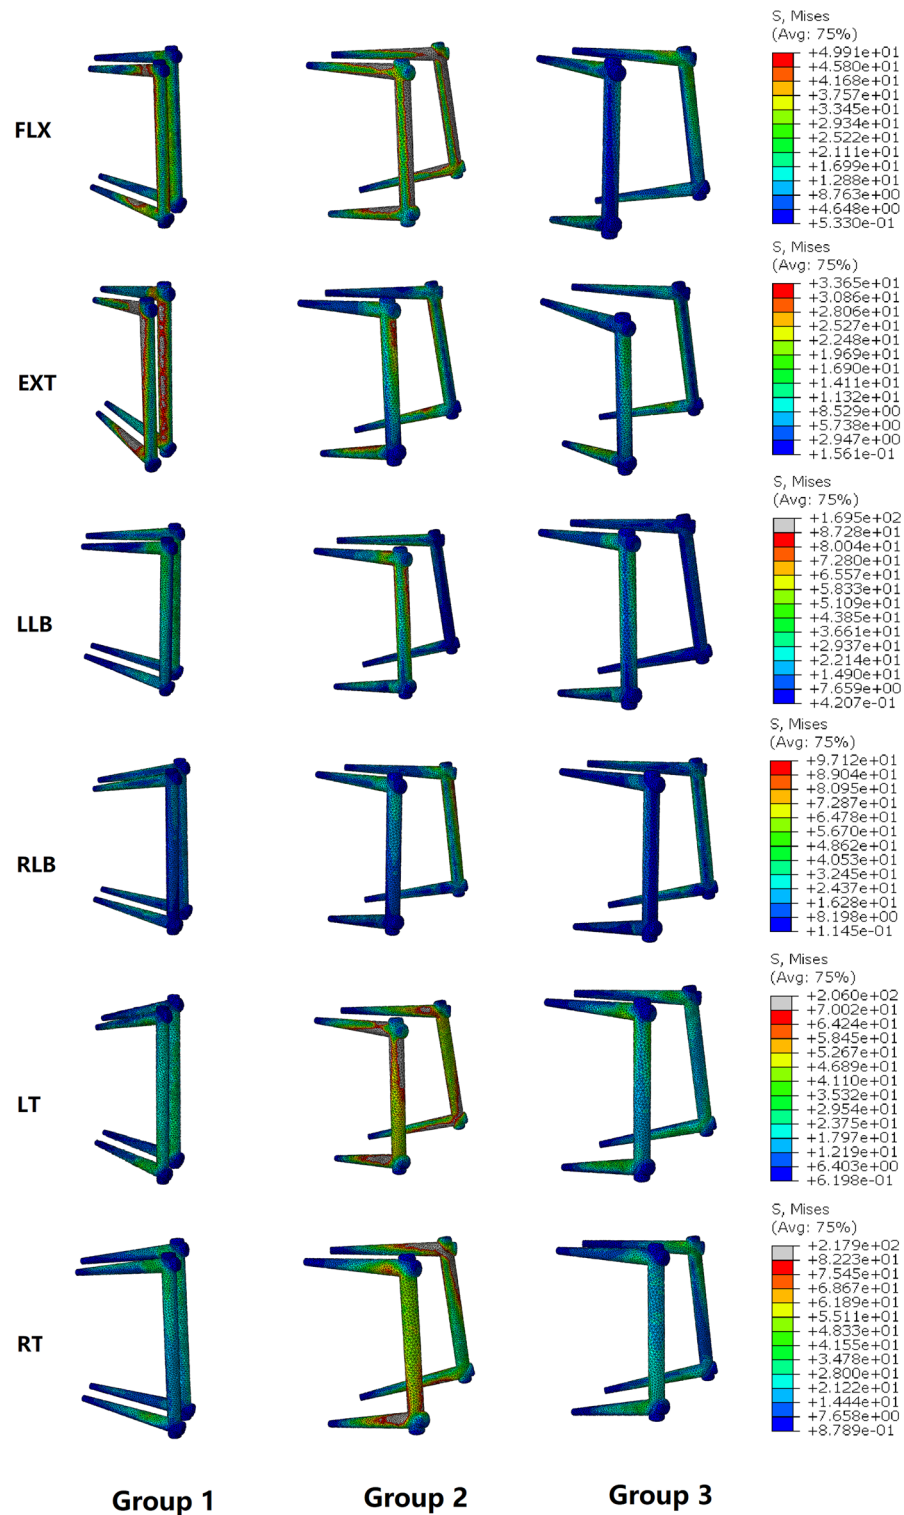 S, Mises
(Avg: 75%)
+4.991e+01
+4.580e+01
+4.168e+01
+3.757e+01
+3.345e+01
+2.934e+01
+2.522e+01
+2.111e+01
+1.699e+01
+1.288e+01
+8.763e+00
+4.648e+00
+5.330e-01
FLX
S, Mises
(Avg: 75%)
+3.365e+01
+3.086e+01
+2.806e+01
+2.527e+01
+2.248e+01
+1.969e+01
+1.690e+01
+1.411e+01
+1.132e+01
+8.529e+00
+5.738e+00
+2.947e+00
+1.561e-01
EXT
S, Mises
(Avg: 75%)
+1.695e+02
+8.728e+01
+8.004e+01
+7.280e+01
+6.557e+01
+5.833e+01
+5.109e+01
+4.385e+01
+3.661e+01
+2.937e+01
+2.214e+01
+1.490e+01
+7.659e+00
+4.207e-01
LLB
S, Mises
(Avg: 75%)
+9.712e+01
+8.904e+01
+8.095e+01
+7.287e+01
+6.478e+01
+5.670e+01
+4.862e+01
+4.053e+01
+3.245e+01
+2.437e+01
+1.628e+01
+8.198e+00
+1.145e-01
RLB
S, Mises
(Avg: 75%)
+2.060e+02
+7.002e+01
+6.424e+01
+5.845e+01
+5.267e+01
+4.689e+01
+4.110e+01
+3.532e+01
+2.954e+01
+2.375e+01
+1.797e+01
+1.219e+01
+6.403e+00
+6.198e-01
LT
S, Mises
(Avg: 75%)
+2.179e+02
+8.223e+01
+7.545e+01
+6.867e+01
+6.189e+01
+5.511e+01
+4.833e+01
+4.155e+01
+3.478e+01
+2.800e+01
+2.122e+01
+1.444e+01
+7.658e+00
+8.789e-01
RT
Group 1
Group 2
Group 3